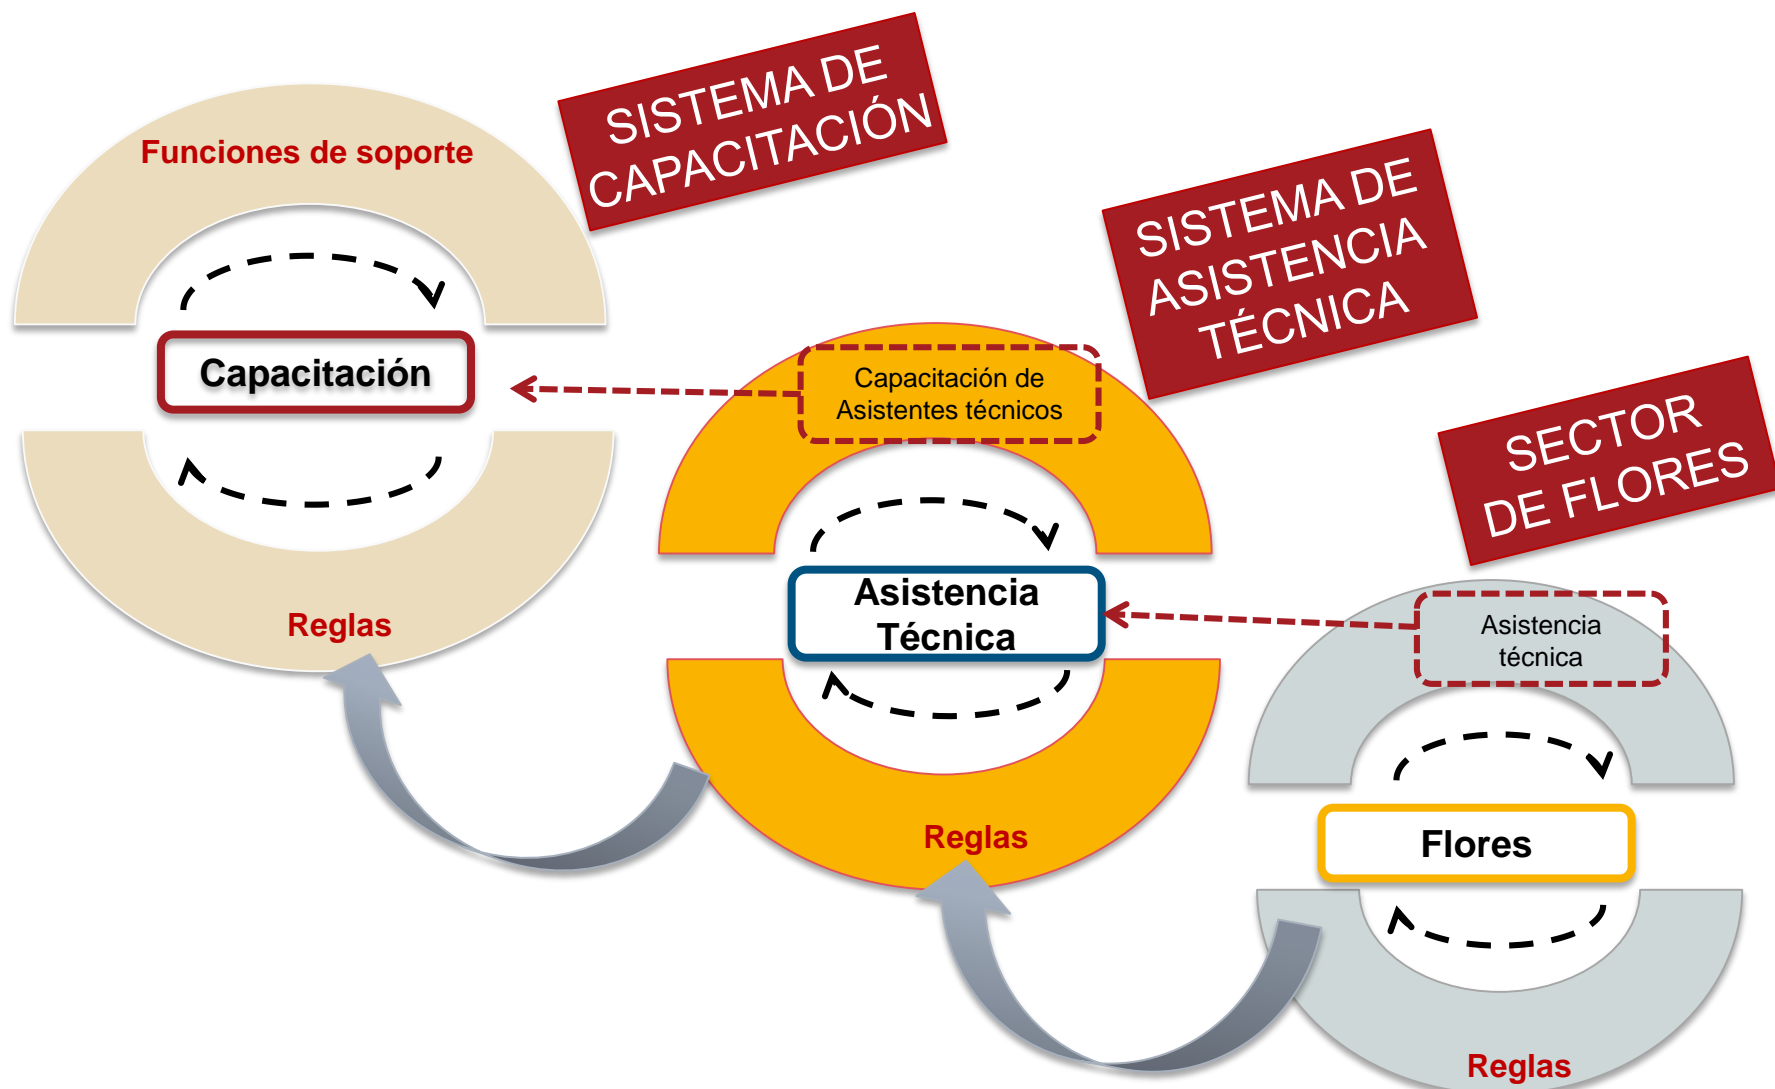 SISTEMA DE
CAPACITACIÓN
Funciones de soporte
Capacitación
Reglas
SISTEMA DE
ASISTENCIA
TÉCNICA
Capacitación de
Asistentes técnicos
Asistencia
Técnica
Reglas
SECTOR
DE FLORES
Asistencia
técnica
Flores
Reglas